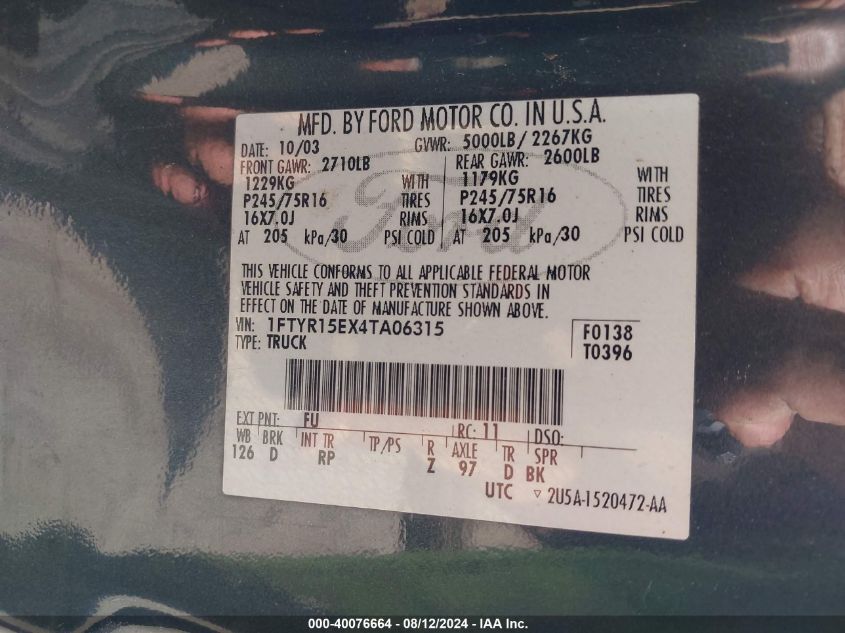 MFD. BY FORD MOTOR CO. IN U.S.A.
DATE: 10/03 GVWR: 5000LB/ 2267KG
FRONT GAWR: 2710LB REAR GAWR: 2600LB
1229KG WITH 1179KG WITH
P245/75R16 TIRES P245/75R16 TIRES
16X7.0J RIMS 16X7.0J RIMS
AT 205 kPa/30 PSI COLD AT 205 kPa/30 PSI COLD
Ford
THIS VEHICLE CONFORMS TO ALL APPLICABLE FEDERAL MOTOR
VEHICLE SAFETY AND THEFT PREVENTION STANDARDS IN
EFFECT ON THE DATE OF MANUFACTURE SHOWN ABOVE.
VIN: 1FTYR15EX4TA06315 F0138
TYPE: TRUCK T0396
EXT PNT: FU RC: 11 DSO:
WB BRK INT TR TP/PS R AXLE TR SPR
126 D RP Z 97 D BK
UTC ▽ 2U5A-1520472-AA
000-40076664 - 08/12/2024 - IAA Inc.